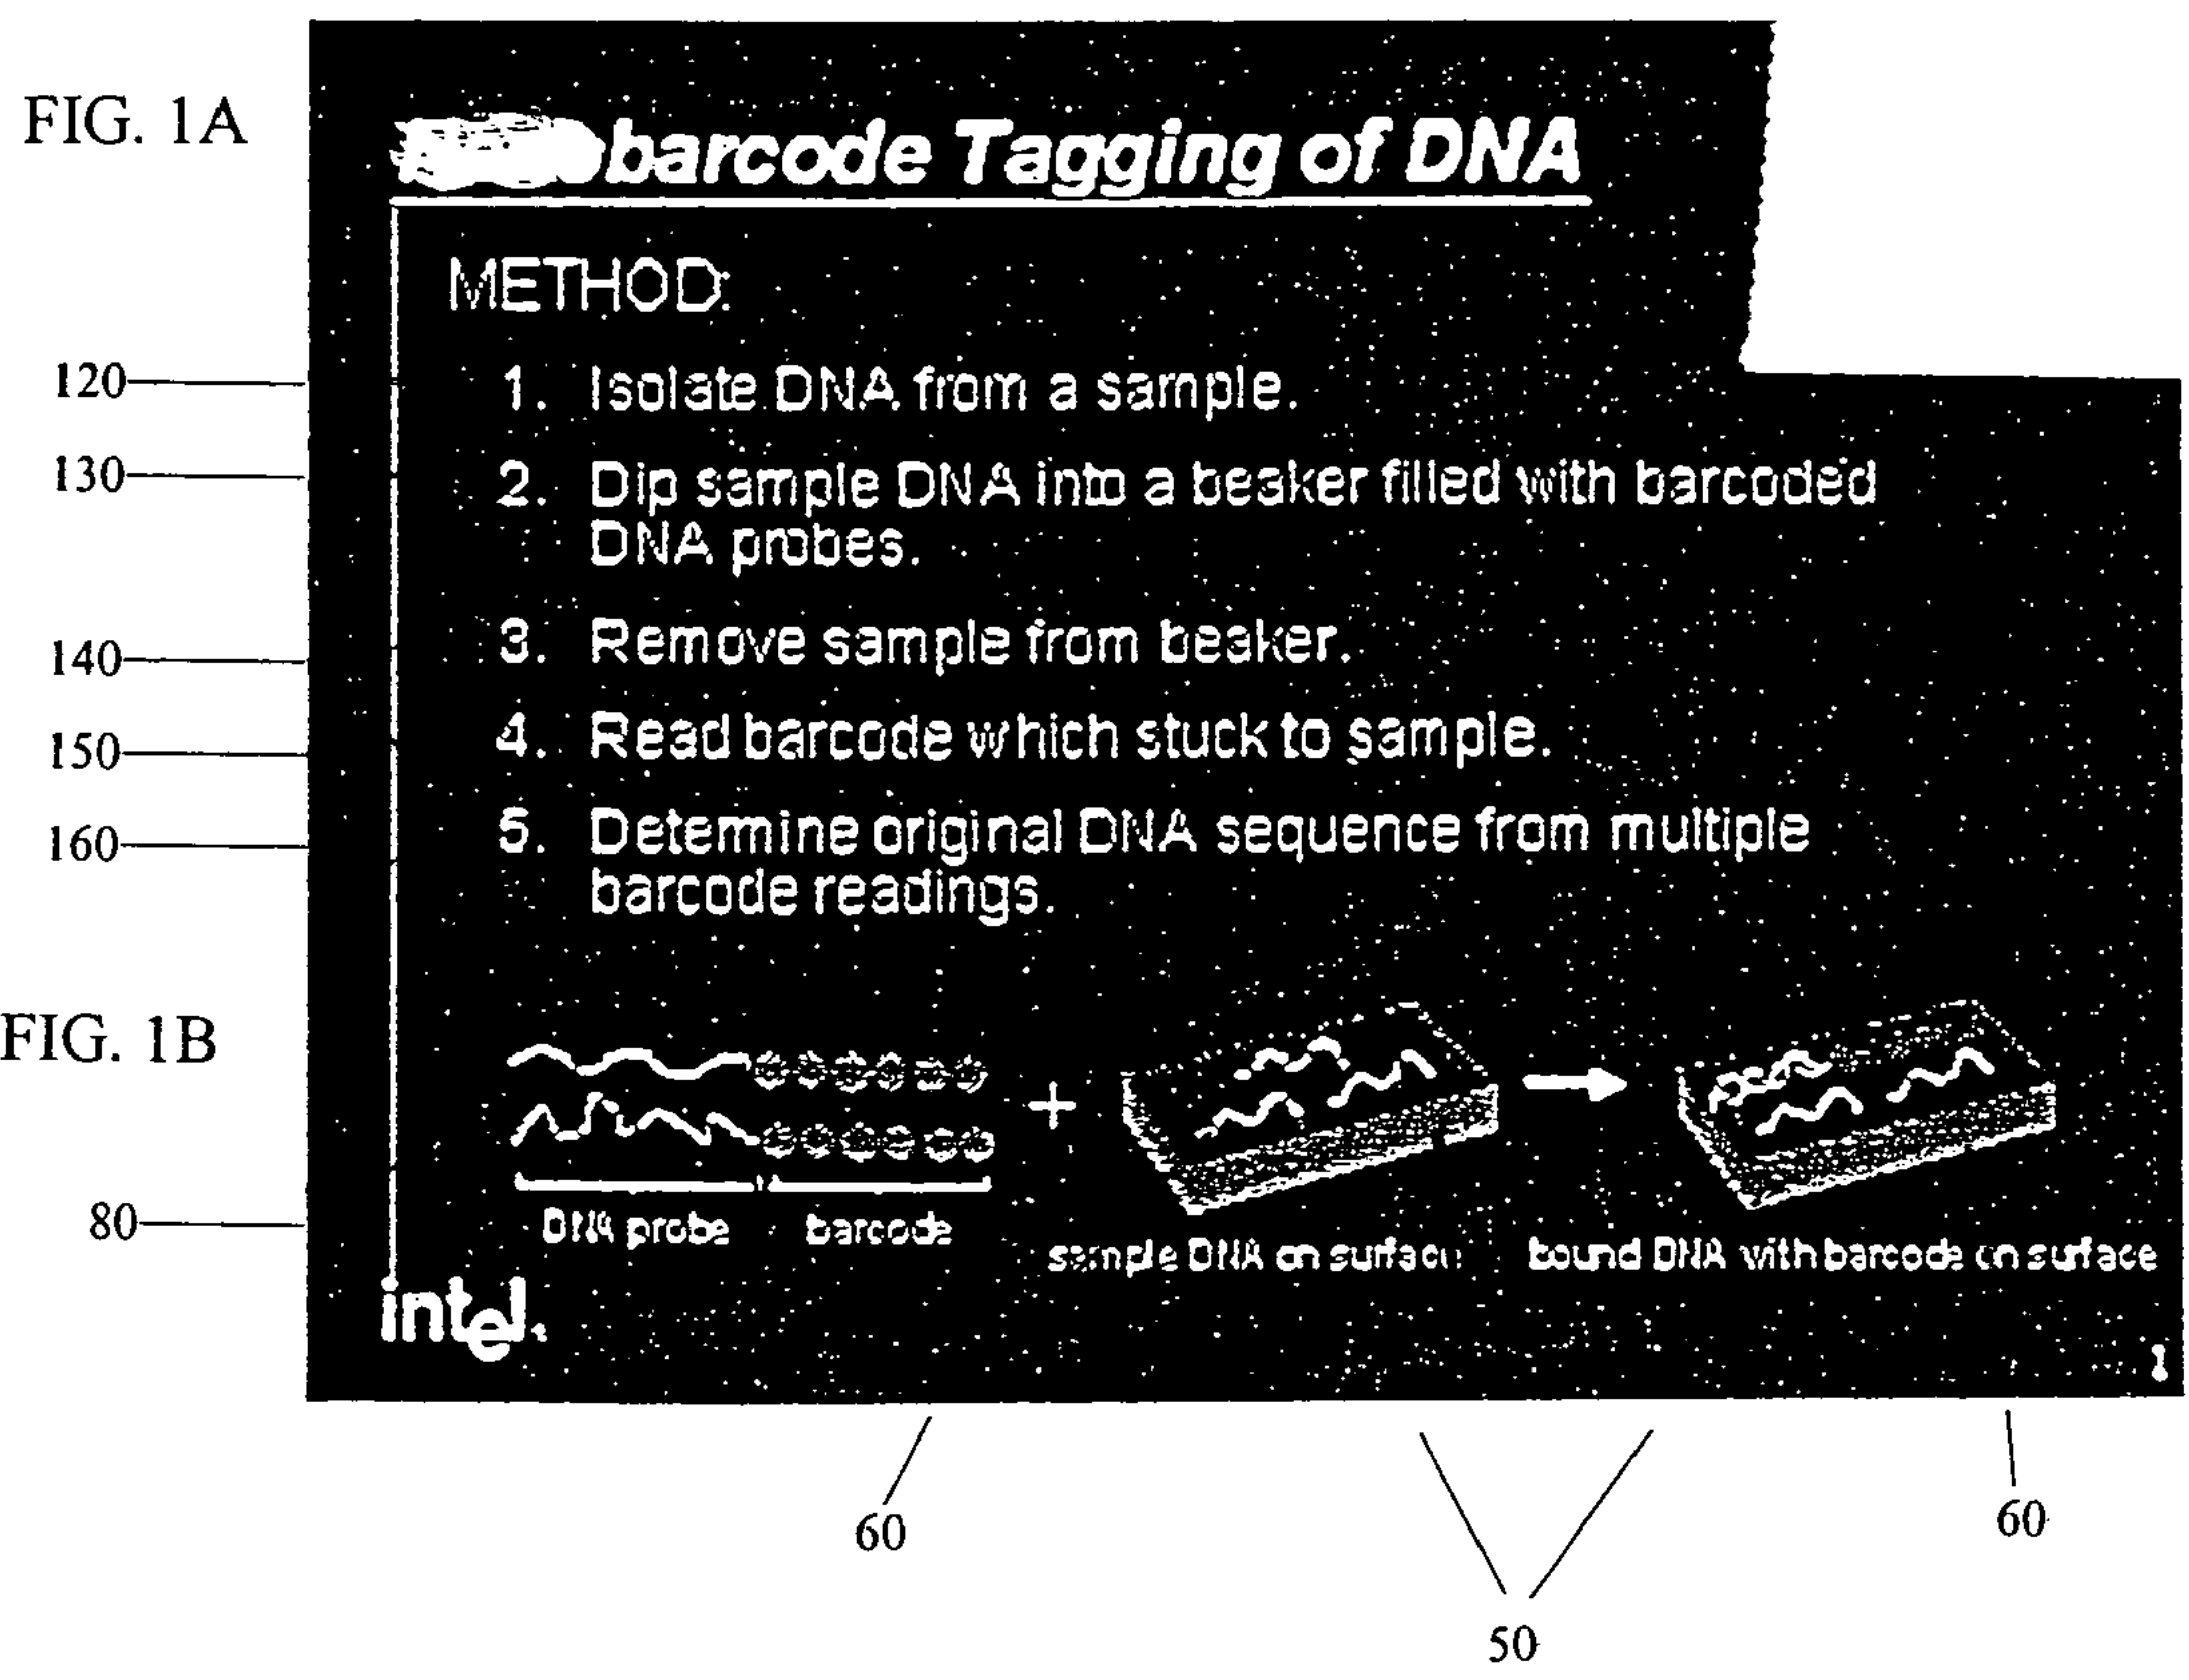 FIG. 1A
barcode Tagging of DNA
METHOD:
120
1. Isolate DNA from a sample.
130
2. Dip sample DNA into a beaker filled with barcoded
DNA probes.
140
3. Remove sample from beaker.
150
4. Read barcode which stuck to sample.
160
5. Determine original DNA sequence from multiple
barcode readings.
FIG. 1B
+
80
DNA probe barcode
sample DNA on surface bound DNA with barcode on surface
intel.
1
60
60
50